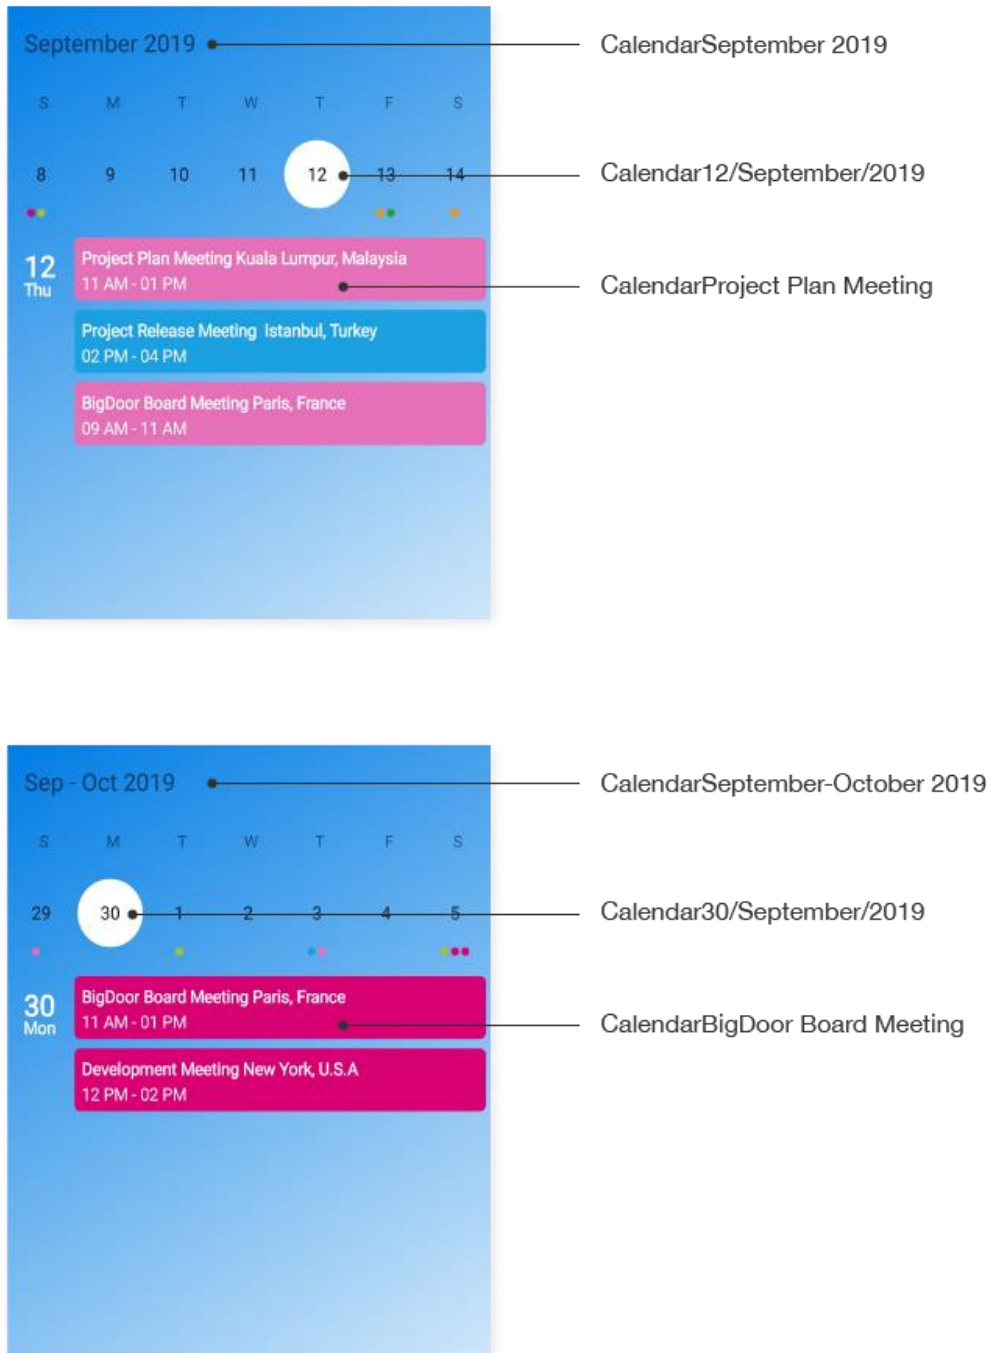 September 2019
CalendarSeptember 2019
S M T W T F S
8 9 10 11 12 13 14
Calendar12/September/2019
12
Thu
Project Plan Meeting Kuala Lumpur, Malaysia
11 AM - 01 PM
CalendarProject Plan Meeting
Project Release Meeting  Istanbul, Turkey
02 PM - 04 PM
BigDoor Board Meeting Paris, France
09 AM - 11 AM
Sep - Oct 2019
CalendarSeptember-October 2019
S M T W T F S
29 30 1 2 3 4 5
Calendar30/September/2019
30
Mon
BigDoor Board Meeting Paris, France
11 AM - 01 PM
CalendarBigDoor Board Meeting
Development Meeting New York, U.S.A
12 PM - 02 PM